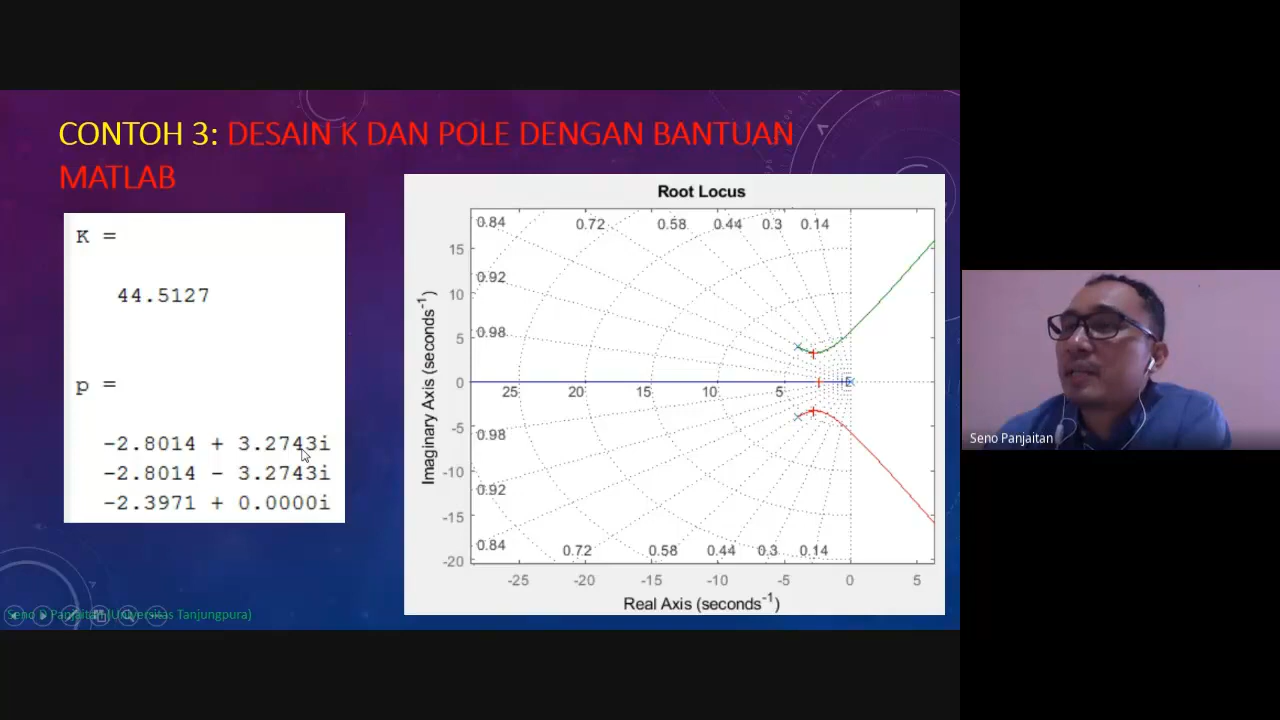 CONTOH 3: DESAIN K DAN POLE DENGAN BANTUAN
MATLAB
K =
44.5127
p =
-2.8014 + 3.2743i
-2.8014 - 3.2743i
-2.3971 + 0.0000i
Root Locus
0.84 0.72 0.58 0.44 0.3 0.14
0.92
0.98
25 20 15 10 5
0.98
0.92
0.84 0.72 0.58 0.44 0.3 0.14
15
10
5
0
-5
-10
-15
-20
Imaginary Axis (seconds-1)
-25 -20 -15 -10 -5 0 5
Real Axis (seconds-1)
(Universitas Tanjungpura)
Seno Panjaitan